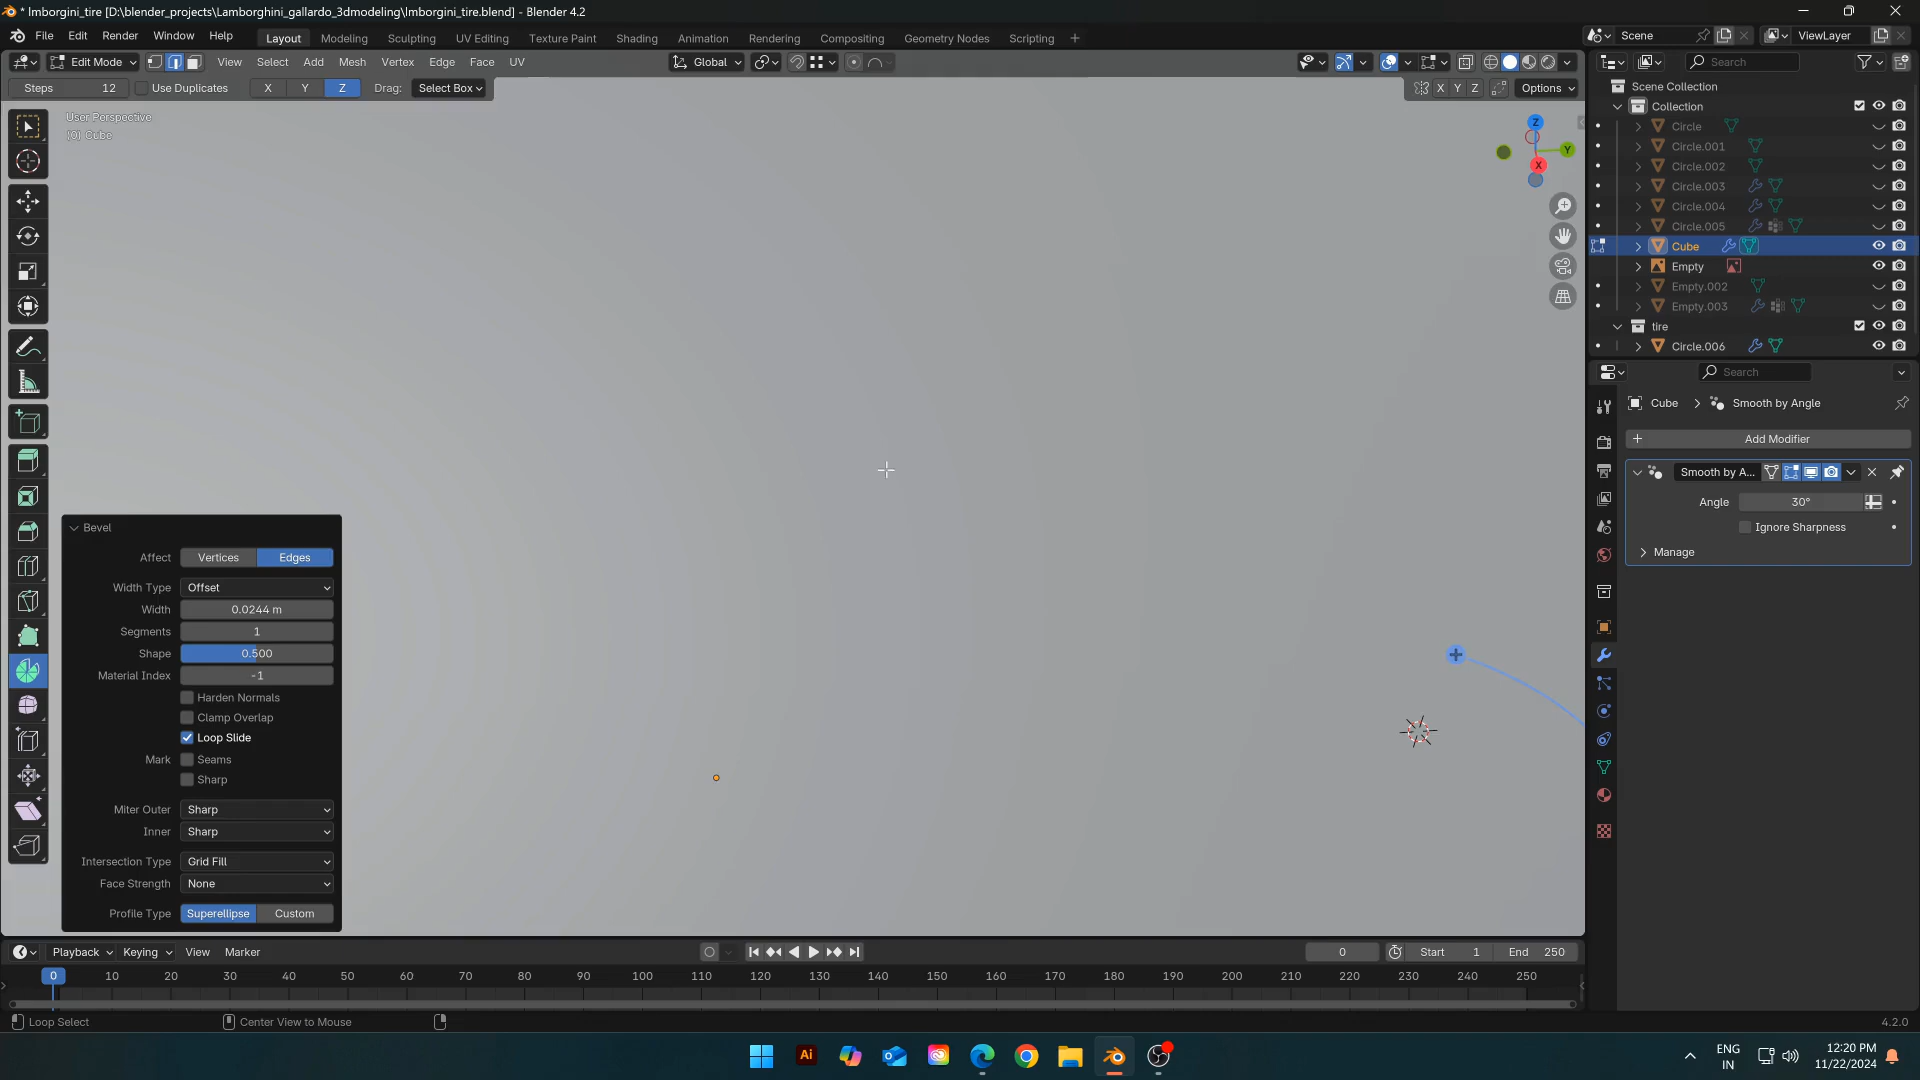 * lmborgini_tire [D:\blender_projects\Lamborghini_gallardo_3dmodeling\lmborgini_tire.blend] - Blender 4.2
File Edit Render Window Help Layout Modeling Sculpting UV Editing Texture Paint Shading Animation Rendering Compositing Geometry Nodes Scripting + Scene ViewLayer
Edit Mode View Select Add Mesh Vertex Edge Face UV Global Search
Steps 12 Use Duplicates X Y Z Drag: Select Box X Y Z Options
User Perspective
(0) Cube
Z
Y
X
Scene Collection
Collection
Circle
Circle.001
Circle.002
Circle.003
Circle.004
Circle.005
Cube
Empty
Empty.002
Empty.003
tire
Circle.006
Search
Cube > Smooth by Angle
+ Add Modifier
Smooth by A...
Angle 30°
Ignore Sharpness
Manage
Bevel
Affect Vertices Edges
Width Type Offset
Width 0.0244 m
Segments 1
Shape 0.500
Material Index -1
Harden Normals
Clamp Overlap
Loop Slide
Mark Seams
Sharp
Miter Outer Sharp
Inner Sharp
Intersection Type Grid Fill
Face Strength None
Profile Type Superellipse Custom
Playback Keying View Marker 0 Start 1 End 250
0 10 20 30 40 50 60 70 80 90 100 110 120 130 140 150 160 170 180 190 200 210 220 230 240 250
Loop Select Center View to Mouse 4.2.0
Ai ENG IN 12:20 PM 11/22/2024